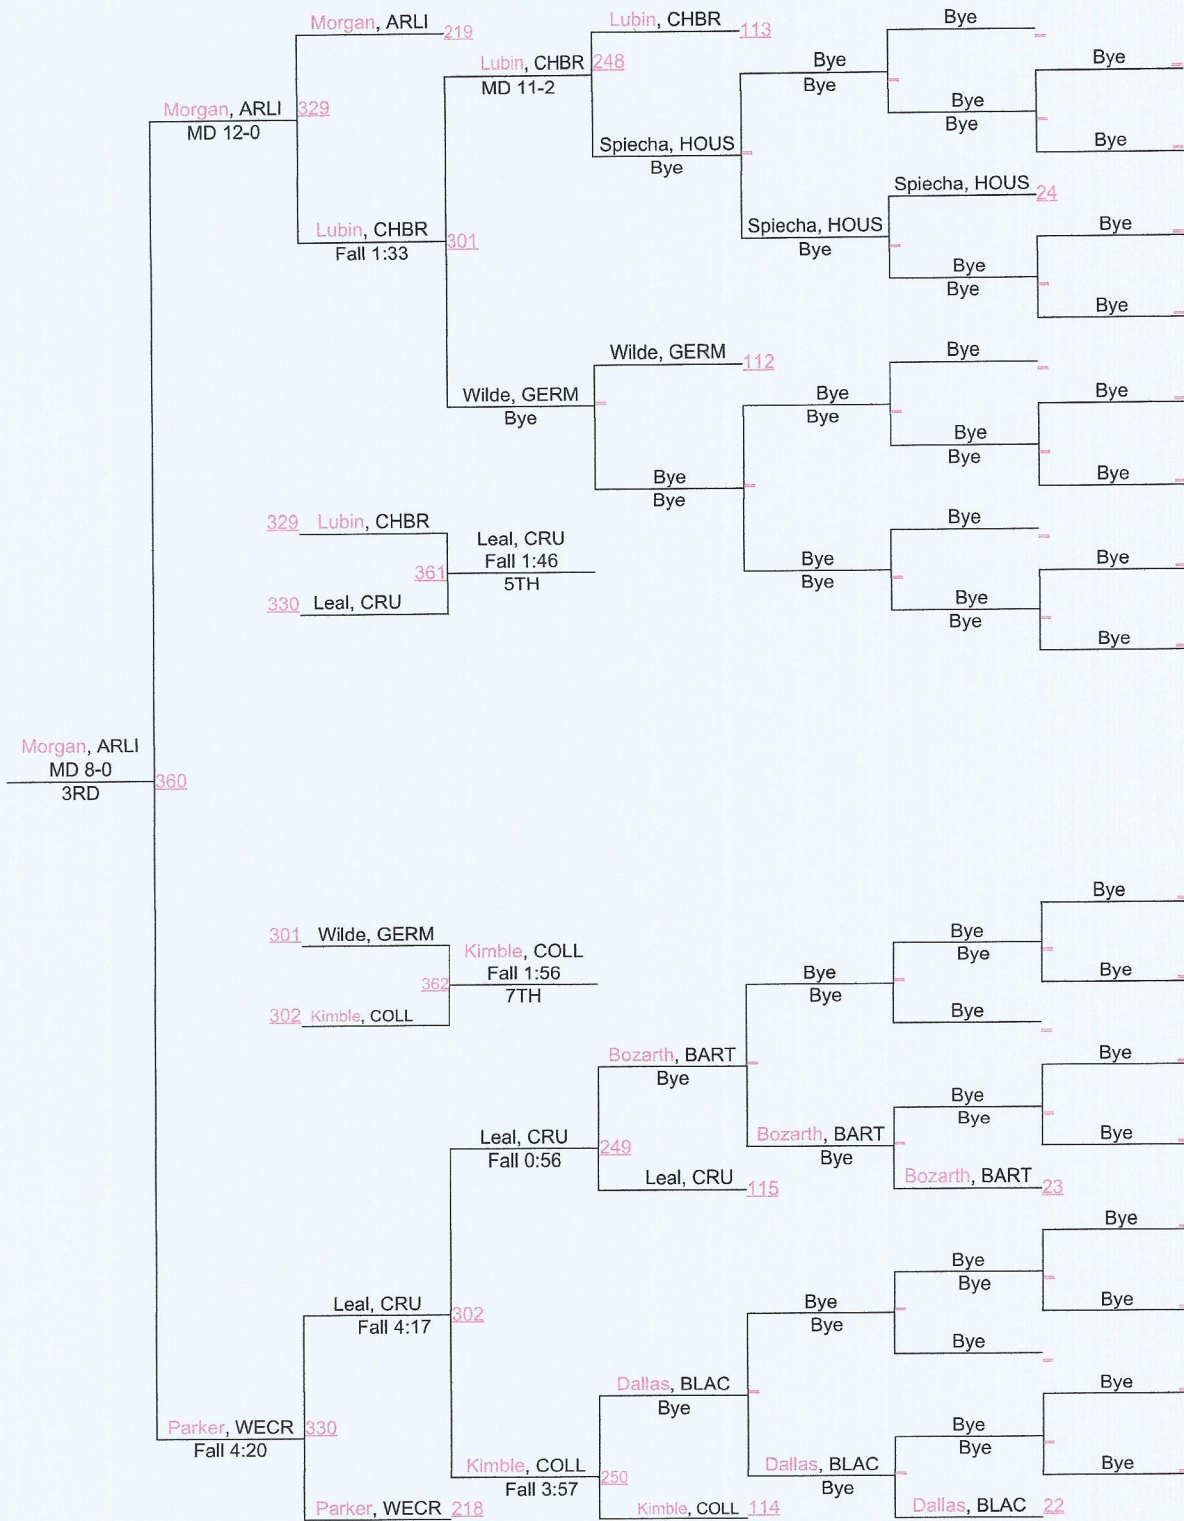 Bye
Morgan, ARLI 219
Lubin, CHBR 113
Lubin, CHBR 248
MD 11-2
Bye
Bye
Bye
Bye
Bye
Morgan, ARLI 329
MD 12-0
Spiecha, HOUS
Bye
Bye
Spiecha, HOUS 24
Spiecha, HOUS
Bye
Bye
Lubin, CHBR 301
Fall 1:33
Bye
Bye
Bye
Wilde, GERM 112
Bye
Wilde, GERM
Bye
Bye
Bye
Bye
Bye
Bye
Bye
Bye
Bye
329 Lubin, CHBR
Bye
Leal, CRU
Fall 1:46
361
5TH
Bye
Bye
Bye
330 Leal, CRU
Bye
Bye
Bye
Morgan, ARLI
MD 8-0
360
3RD
Bye
301 Wilde, GERM
Bye
Bye
Kimble, COLL
Fall 1:56
362
7TH
Bye
Bye
Bye
302 Kimble, COLL
Bye
Bozarth, BART
Bye
Bye
Bye
Bye
Leal, CRU 249
Fall 0:56
Bozarth, BART
Bye
Bye
Leal, CRU 115
Bozarth, BART 23
Bye
Bye
Bye
Leal, CRU 302
Fall 4:17
Bye
Bye
Bye
Bye
Dallas, BLAC
Bye
Bye
Parker, WECR 330
Fall 4:20
Bye
Bye
Kimble, COLL 250
Fall 3:57
Dallas, BLAC
Bye
Bye
Parker, WECR 218
Kimble, COLL 114
Dallas, BLAC 22